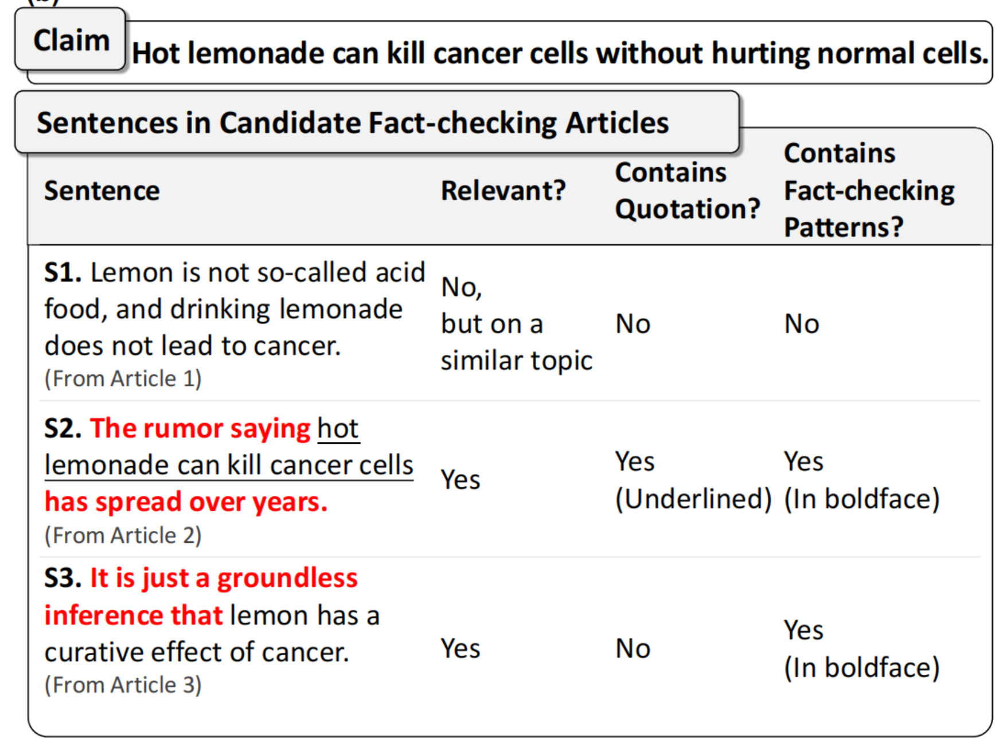 (b)
Claim
Hot lemonade can kill cancer cells without hurting normal cells.
Sentences in Candidate Fact-checking Articles
Sentence
Relevant?
Contains
Quotation?
Contains
Fact-checking
Patterns?
S1. Lemon is not so-called acid
food, and drinking lemonade
does not lead to cancer.
(From Article 1)
No,
but on a
similar topic
No
No
S2. The rumor saying hot
lemonade can kill cancer cells
has spread over years.
(From Article 2)
Yes
Yes
(Underlined)
Yes
(In boldface)
S3. It is just a groundless
inference that lemon has a
curative effect of cancer.
(From Article 3)
Yes
No
Yes
(In boldface)